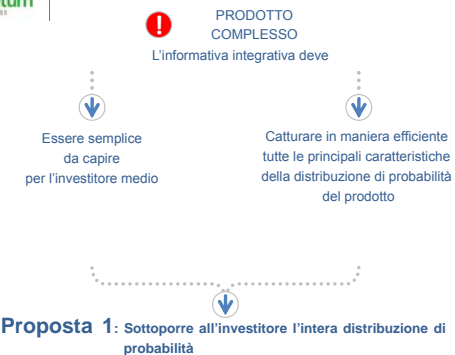 PRODOTTO
COMPLESSO
L'informativa integrativa deve
Essere semplice
da capire
per l'investitore medio
Catturare in maniera efficiente
tutte le principali caratteristiche
della distribuzione di probabilità
del prodotto
Proposta 1: Sottoporre all'investitore l'intera distribuzione di
probabilità